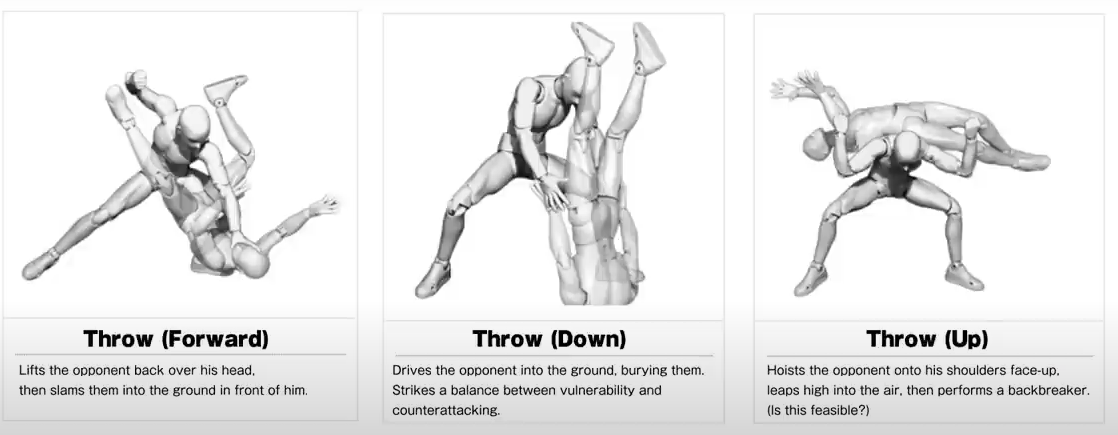 Throw (Forward)
Lifts the opponent back over his head,
then slams them into the ground in front of him.
Throw (Down)
Drives the opponent into the ground, burying them.
Strikes a balance between vulnerability and
counterattacking.
Throw (Up)
Hoists the opponent onto his shoulders face-up,
leaps high into the air, then performs a backbreaker.
(Is this feasible?)